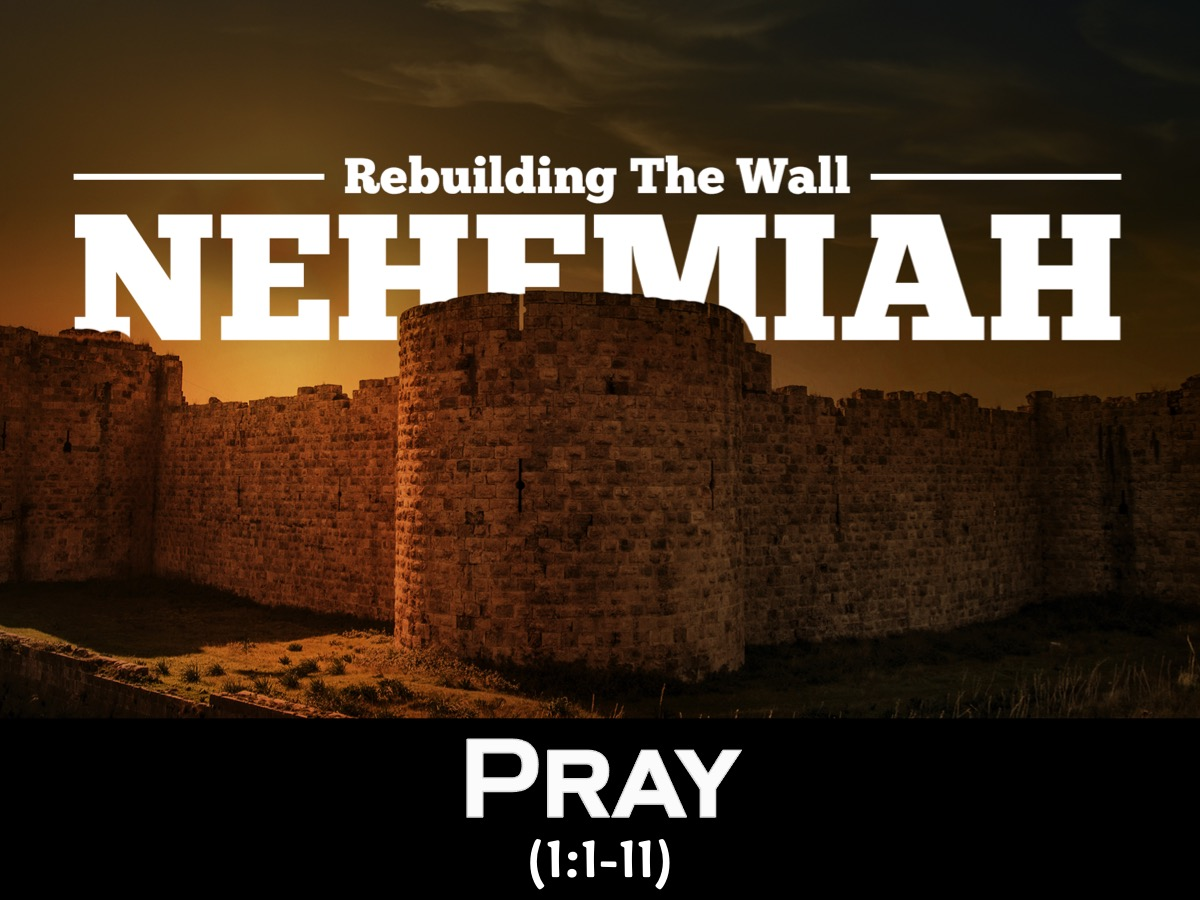 Rebuilding The Wall
NEHEMIAH
PRAY
(1:1-11)